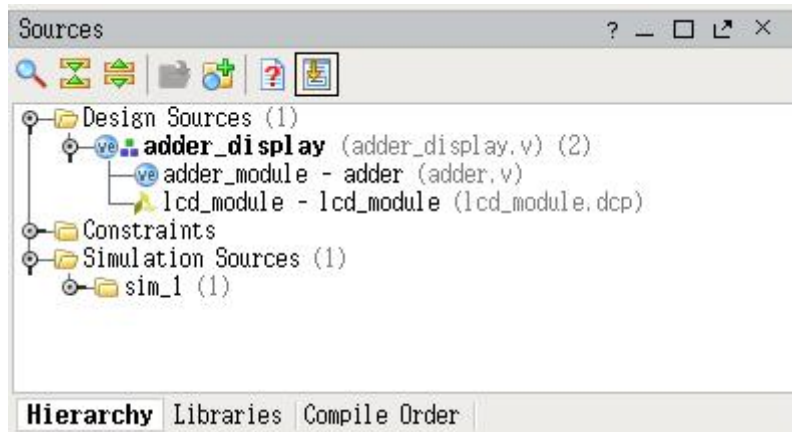 Sources
Design Sources (1)
adder_display (adder_display.v) (2)
adder_module - adder (adder.v)
lcd_module - lcd_module (lcd_module.dcp)
Constraints
Simulation Sources (1)
sim_1 (1)
Hierarchy Libraries Compile Order